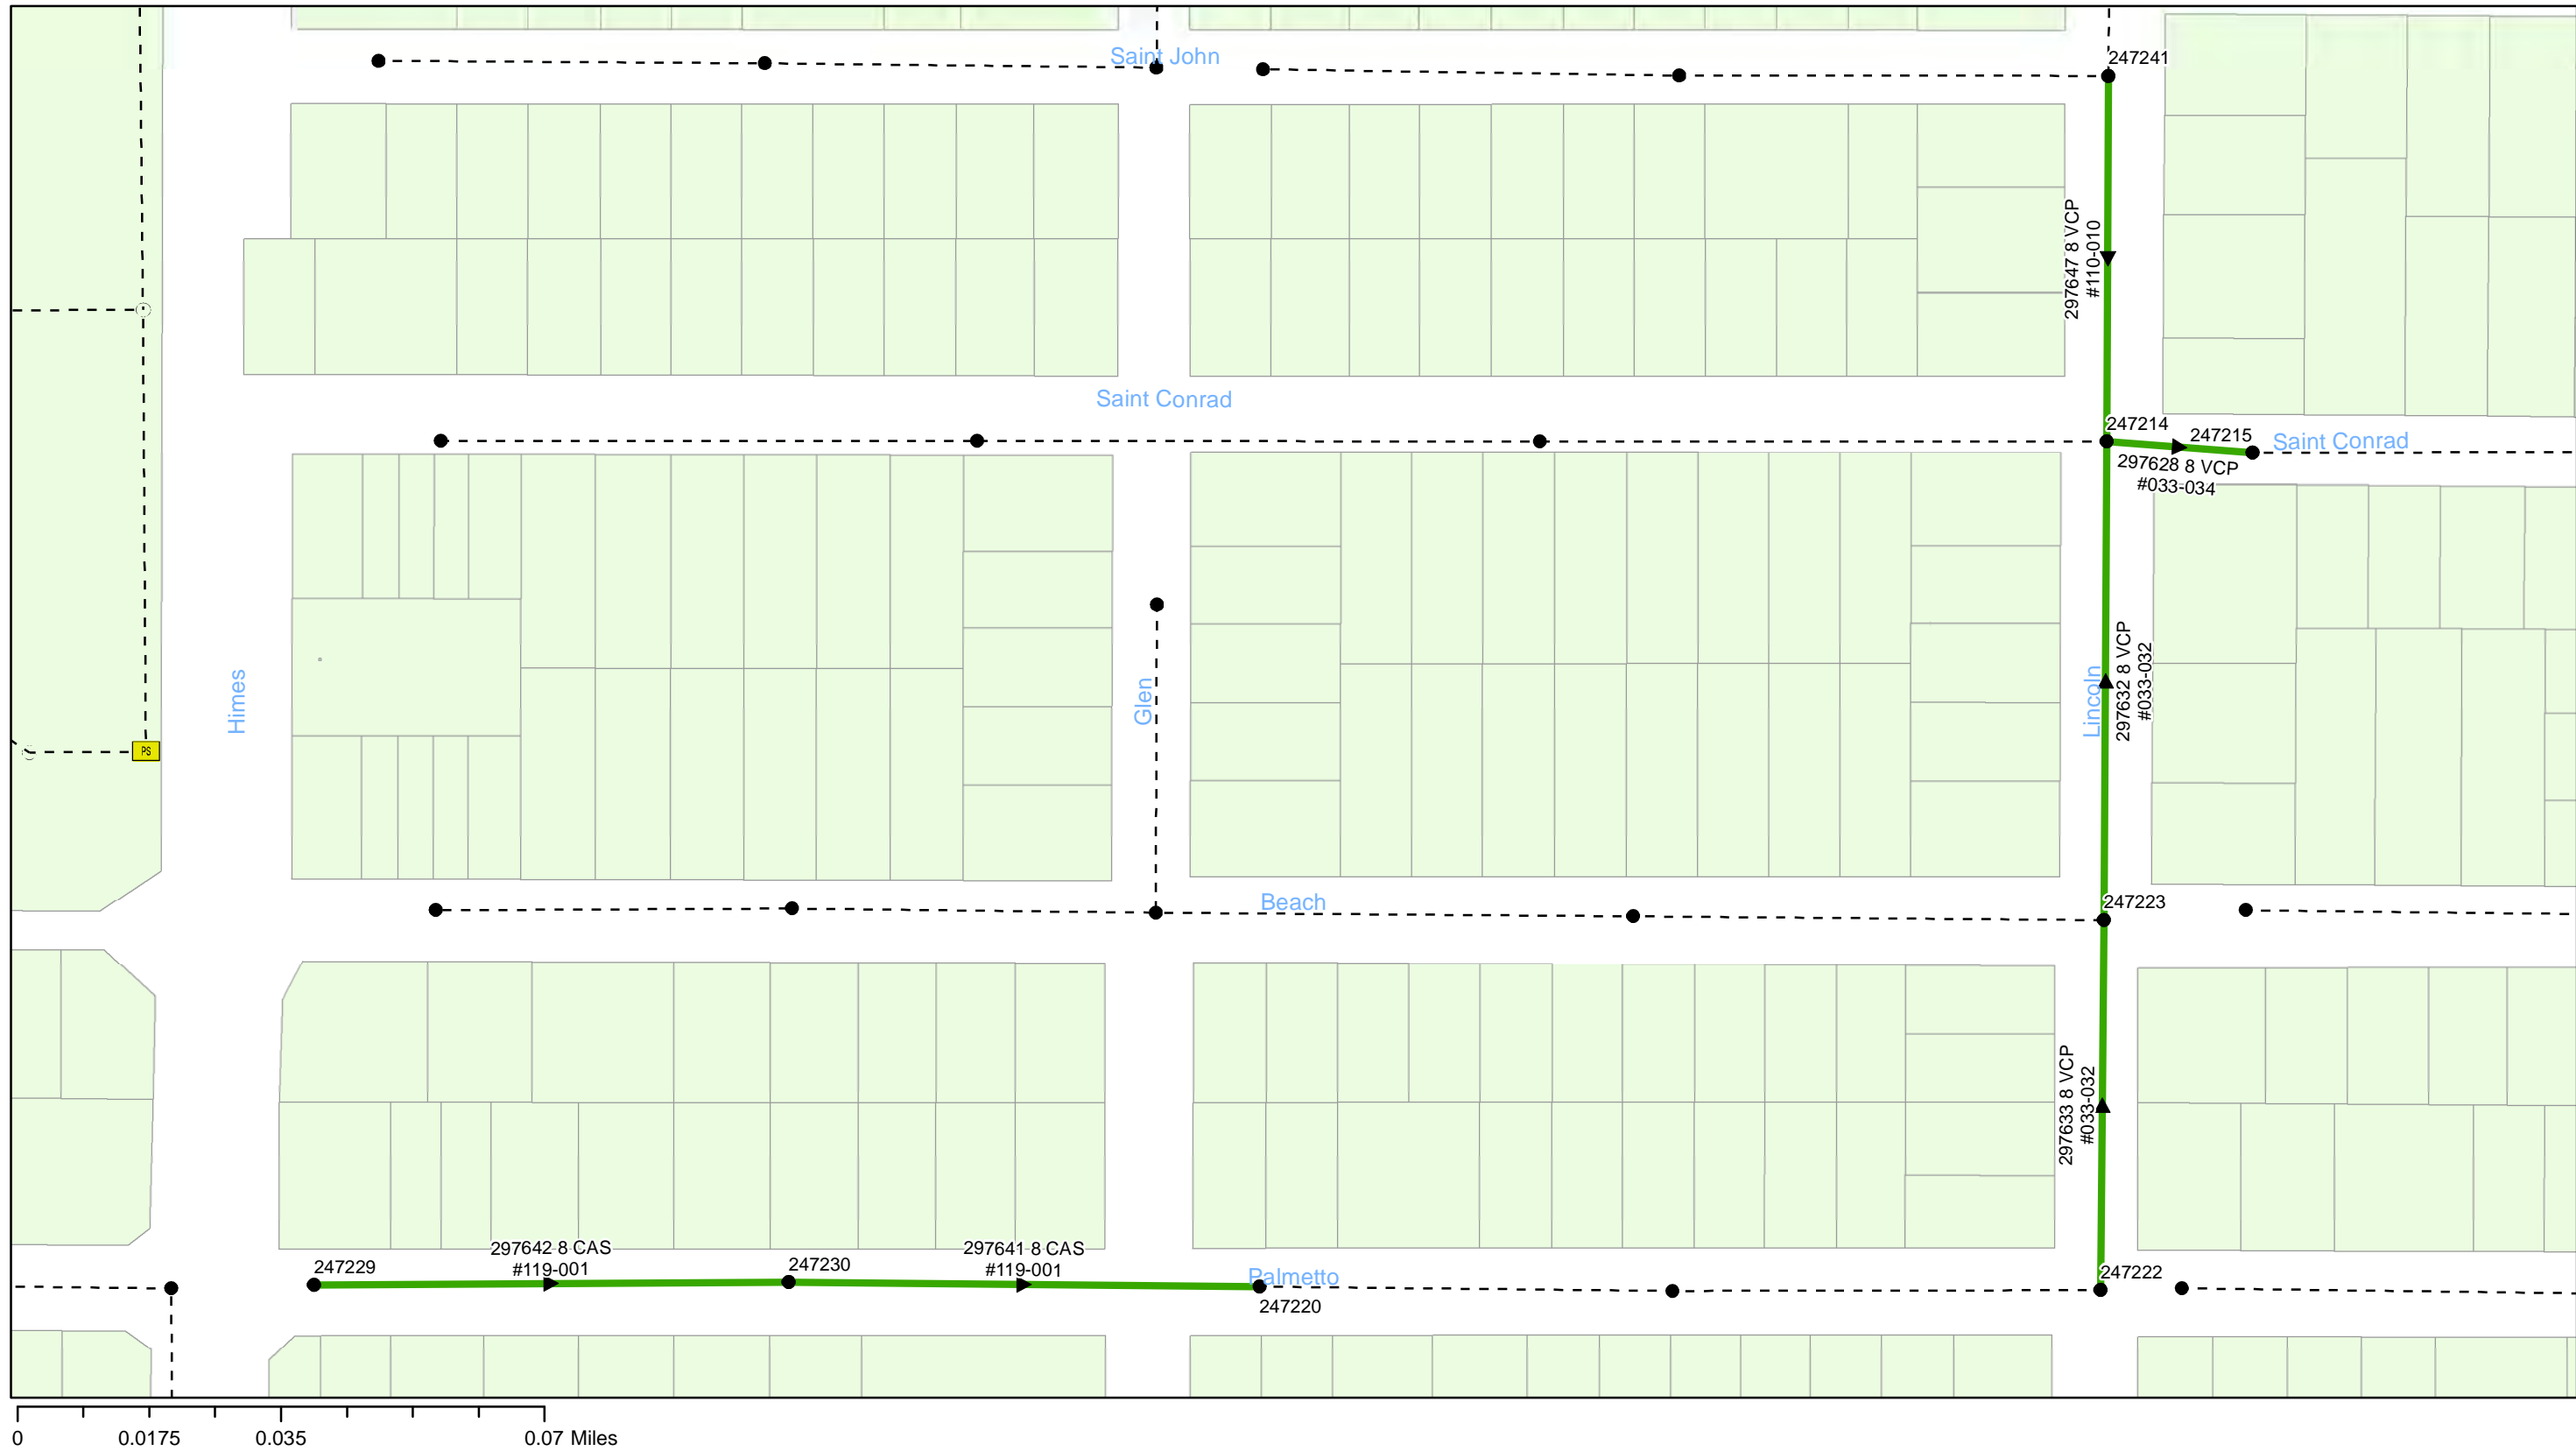 247241
Saint John
297647 8 VCP
#110-010
Saint Conrad
247214
247215
Saint Conrad
297628 8 VCP
#033-034
Himes
Glen
Lincoln
297632 8 VCP
#033-032
PS
Beach
247223
297633 8 VCP
#033-032
297642 8 CAS
#119-001
297641 8 CAS
#119-001
247229
247230
Palmetto
247220
247222
0
0.0175
0.035
0.07 Miles